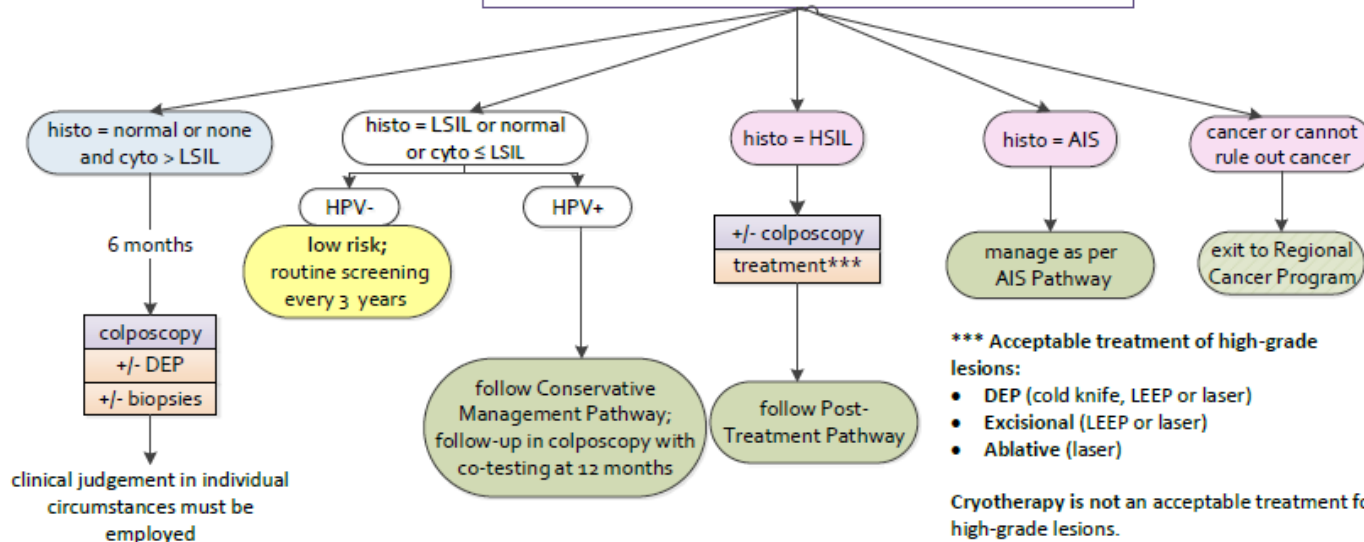 histo = normal or none
and cyto > LSIL
histo = LSIL or normal
or cyto ≤ LSIL
histo = HSIL
histo = AIS
cancer or cannot
rule out cancer
HPV-
HPV+
6 months
low risk;
routine screening
every 3 years
+/- colposcopy
treatment***
manage as per
AIS Pathway
exit to Regional
Cancer Program
colposcopy
+/- DEP
+/- biopsies
follow Conservative
Management Pathway;
follow-up in colposcopy with
co-testing at 12 months
follow Post-
Treatment Pathway
clinical judgement in individual
circumstances must be
employed
*** Acceptable treatment of high-grade
lesions:
• DEP (cold knife, LEEP or laser)
• Excisional (LEEP or laser)
• Ablative (laser)
Cryotherapy is not an acceptable treatment fo
high-grade lesions.